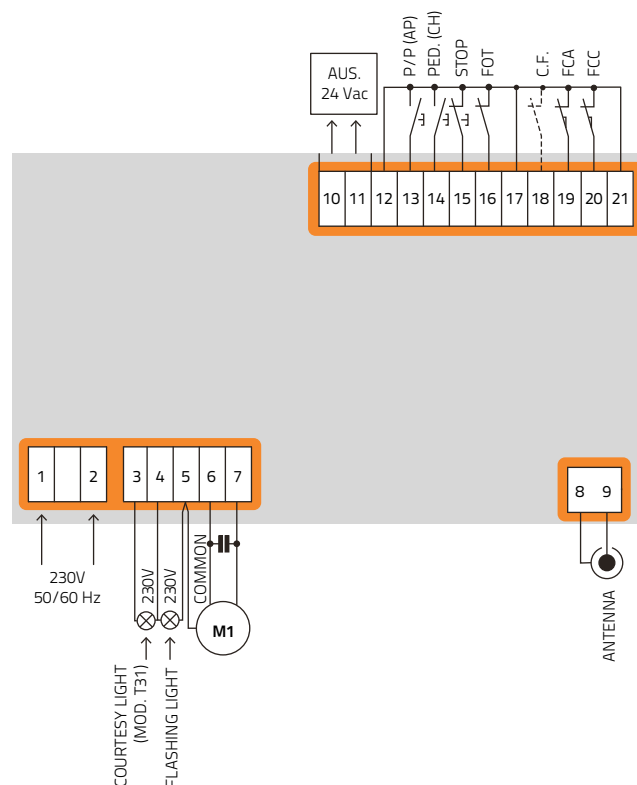 AUS.
24 Vac
P/P (AP)
PED. (CH)
STOP
FOT
C.F.
FCA
FCC
10 11 12 13 14 15 16 17 18 19 20 21
1 2 3 4 5 6 7
8 9
230V
50/60 Hz
230V
230V
COMMON
M1
COURTESY LIGHT
(MOD. T31)
FLASHING LIGHT
ANTENNA